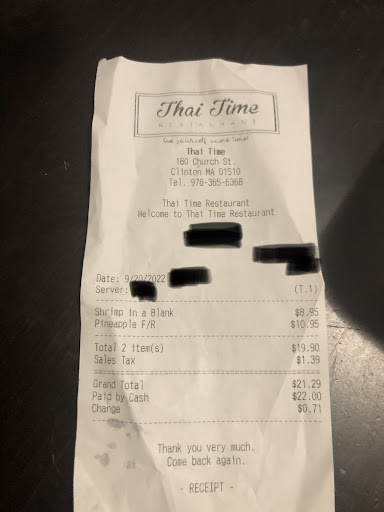 Thai Time
RESTAURANT
Thai Time
180 Church St.
Clinton MA 01510
Tel. 978-365-6368
Thai Time Restaurant
Welcome to Thai Time Restaurant
Date: 9/20/2022
Server: (T.1)
Shrimp in a Blank $8.95
Pineapple F/R $10.95
Total 2 item(s) $19.90
Sales Tax $1.39
Grand Total $21.29
Paid by Cash $22.00
Change $0.71
Thank you very much.
Come back again.
- RECEIPT -